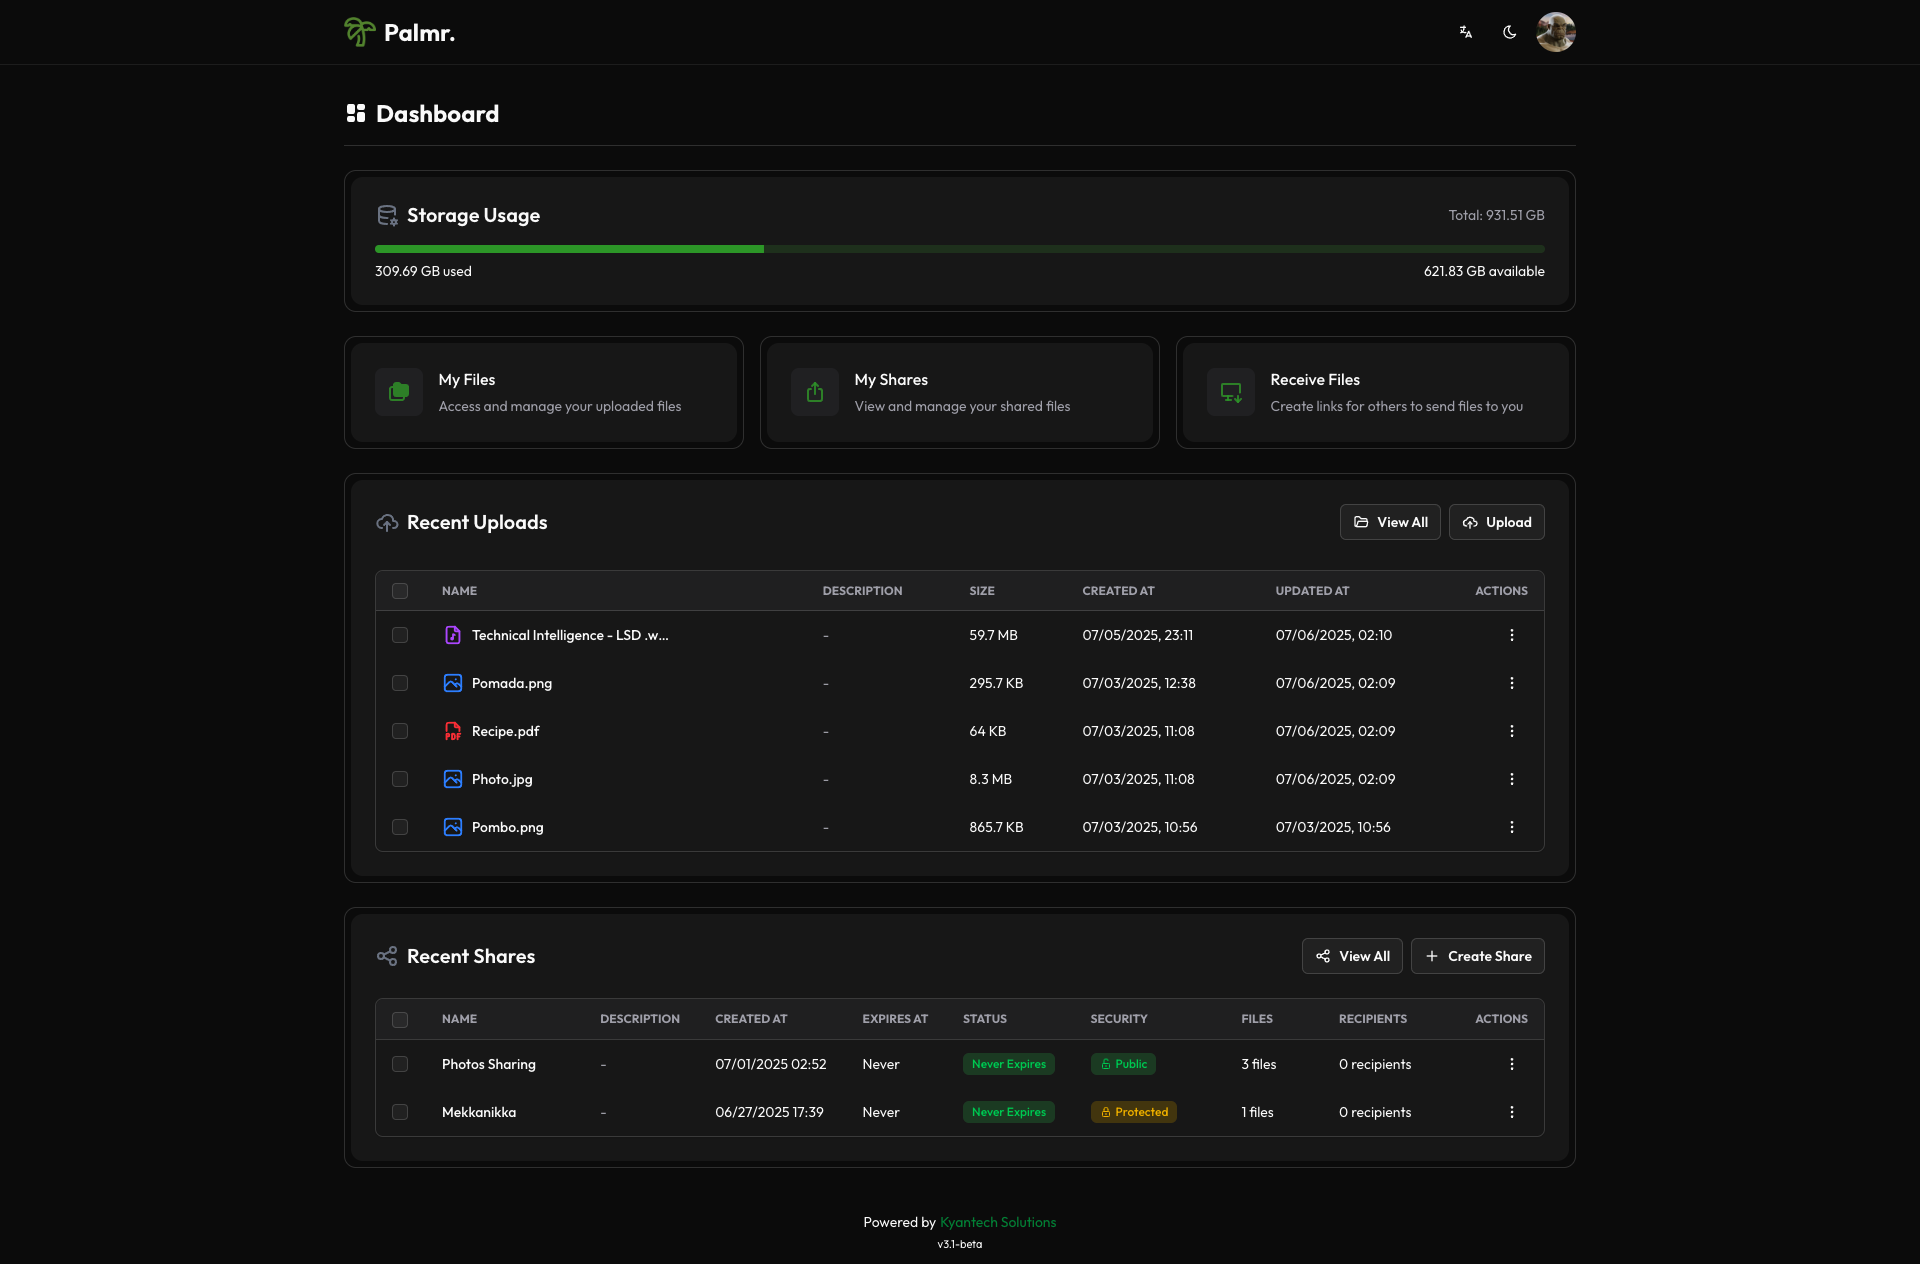 Palmr.
Dashboard
Storage Usage
Total: 931.51 GB
309.69 GB used
621.83 GB available
My Files
Access and manage your uploaded files
My Shares
View and manage your shared files
Receive Files
Create links for others to send files to you
Recent Uploads
View All
Upload
NAME DESCRIPTION SIZE CREATED AT UPDATED AT ACTIONS
Technical Intelligence - LSD .w... - 59.7 MB 07/05/2025, 23:11 07/06/2025, 02:10
Pomada.png - 295.7 KB 07/03/2025, 12:38 07/06/2025, 02:09
PDF Recipe.pdf - 64 KB 07/03/2025, 11:08 07/06/2025, 02:09
Photo.jpg - 8.3 MB 07/03/2025, 11:08 07/06/2025, 02:09
Pombo.png - 865.7 KB 07/03/2025, 10:56 07/03/2025, 10:56
Recent Shares
View All
Create Share
NAME DESCRIPTION CREATED AT EXPIRES AT STATUS SECURITY FILES RECIPIENTS ACTIONS
Photos Sharing - 07/01/2025 02:52 Never Never Expires Public 3 files 0 recipients
Mekkanikka - 06/27/2025 17:39 Never Never Expires Protected 1 files 0 recipients
Powered by Kyantech Solutions
v3.1-beta